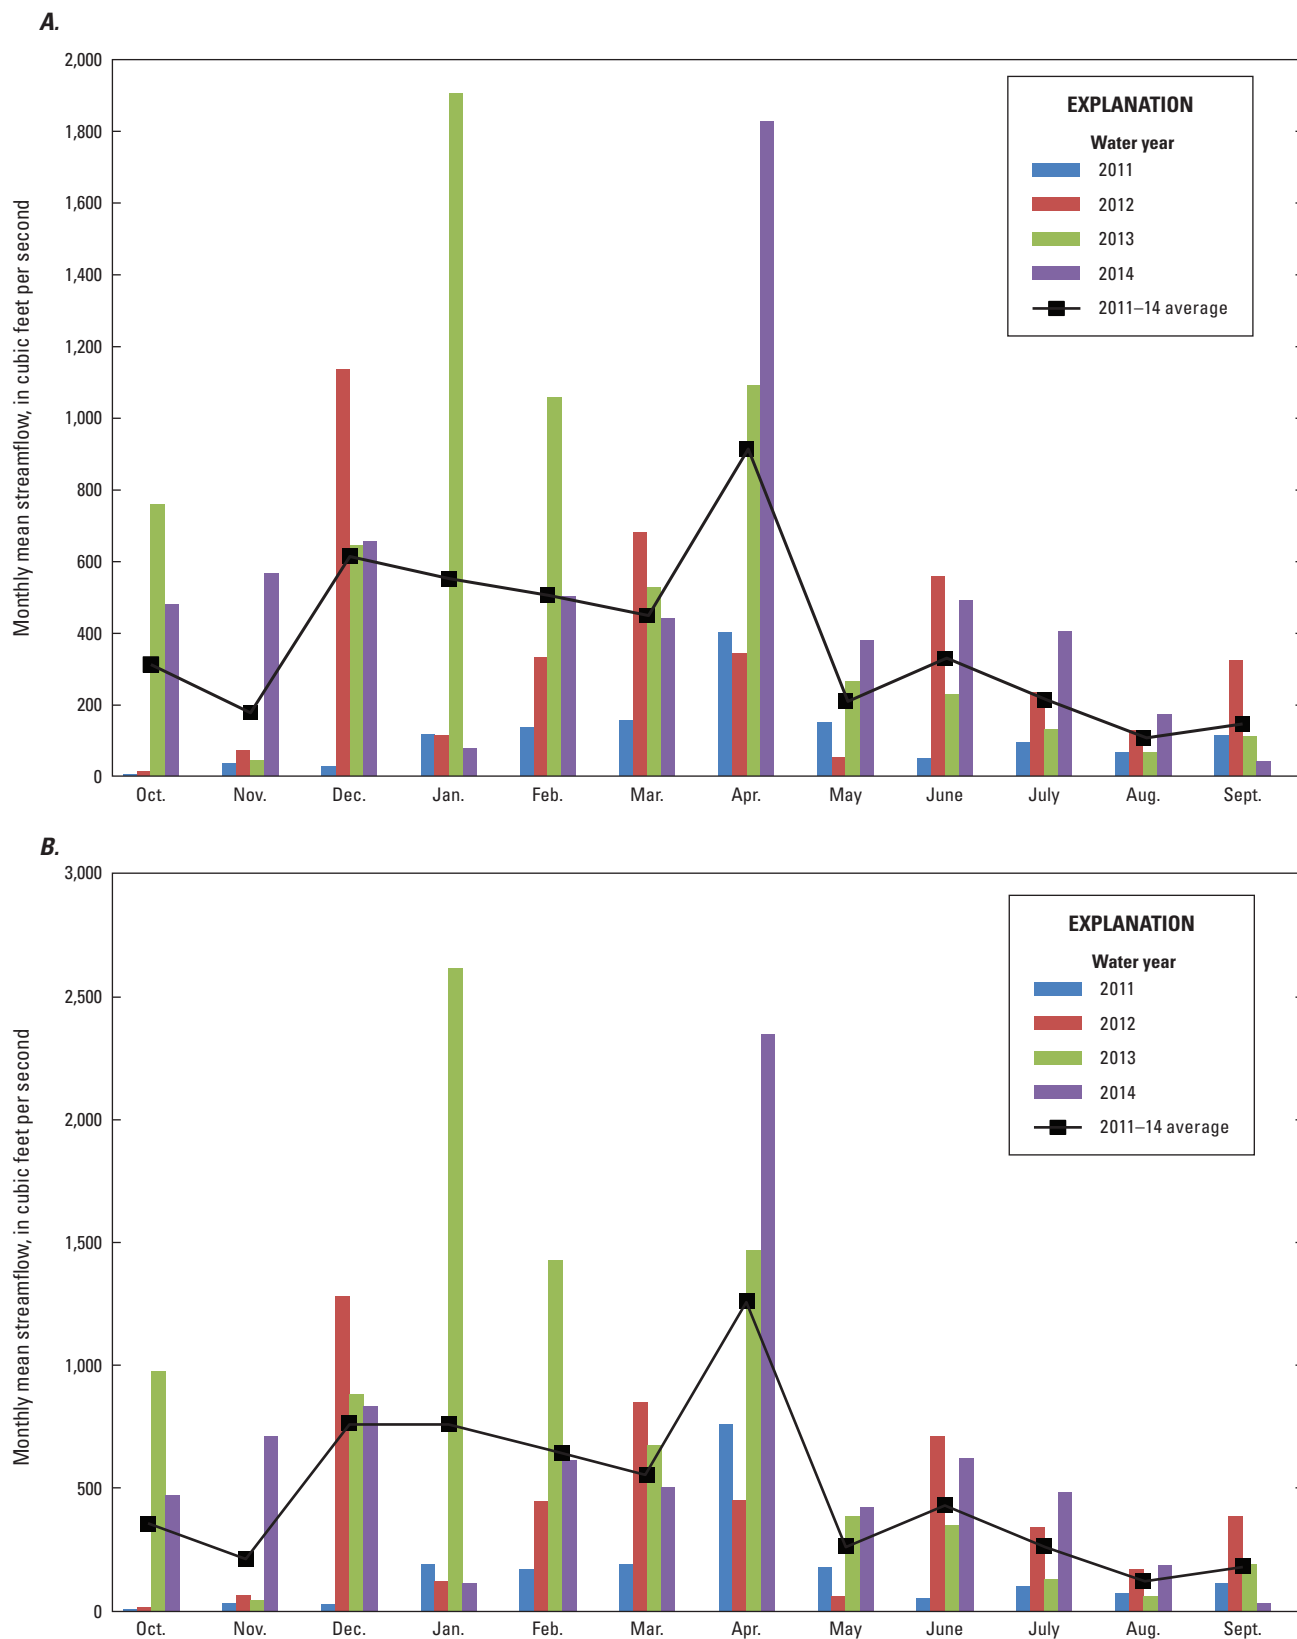 A.
Monthly mean streamflow, in cubic feet per second
2,000
1,800
1,600
1,400
1,200
1,000
800
600
400
200
0
EXPLANATION
Water year
2011
2012
2013
2014
2011–14 average
Oct. Nov. Dec. Jan. Feb. Mar. Apr. May June July Aug. Sept.
B.
Monthly mean streamflow, in cubic feet per second
3,000
2,500
2,000
1,500
1,000
500
0
EXPLANATION
Water year
2011
2012
2013
2014
2011–14 average
Oct. Nov. Dec. Jan. Feb. Mar. Apr. May June July Aug. Sept.